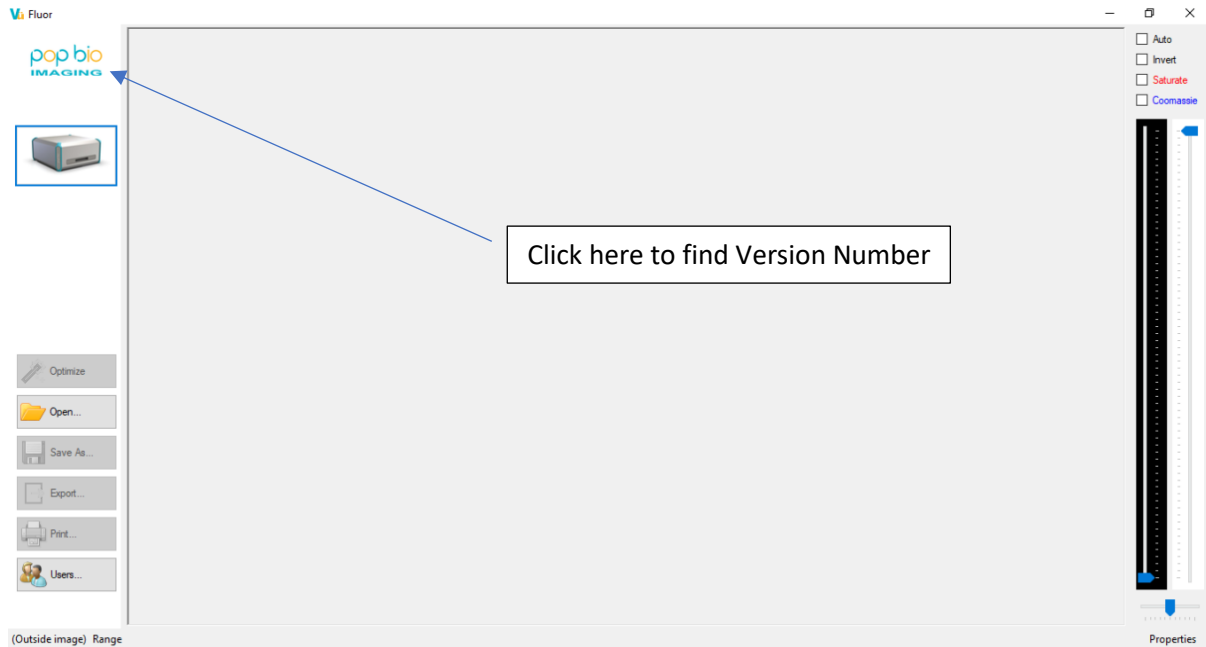 Fluor
pop bio
IMAGING
Auto
Invert
Saturate
Coomassie
Click here to find Version Number
Optimize
Open...
Save As...
Export...
Print...
Users...
(Outside image) Range
Properties